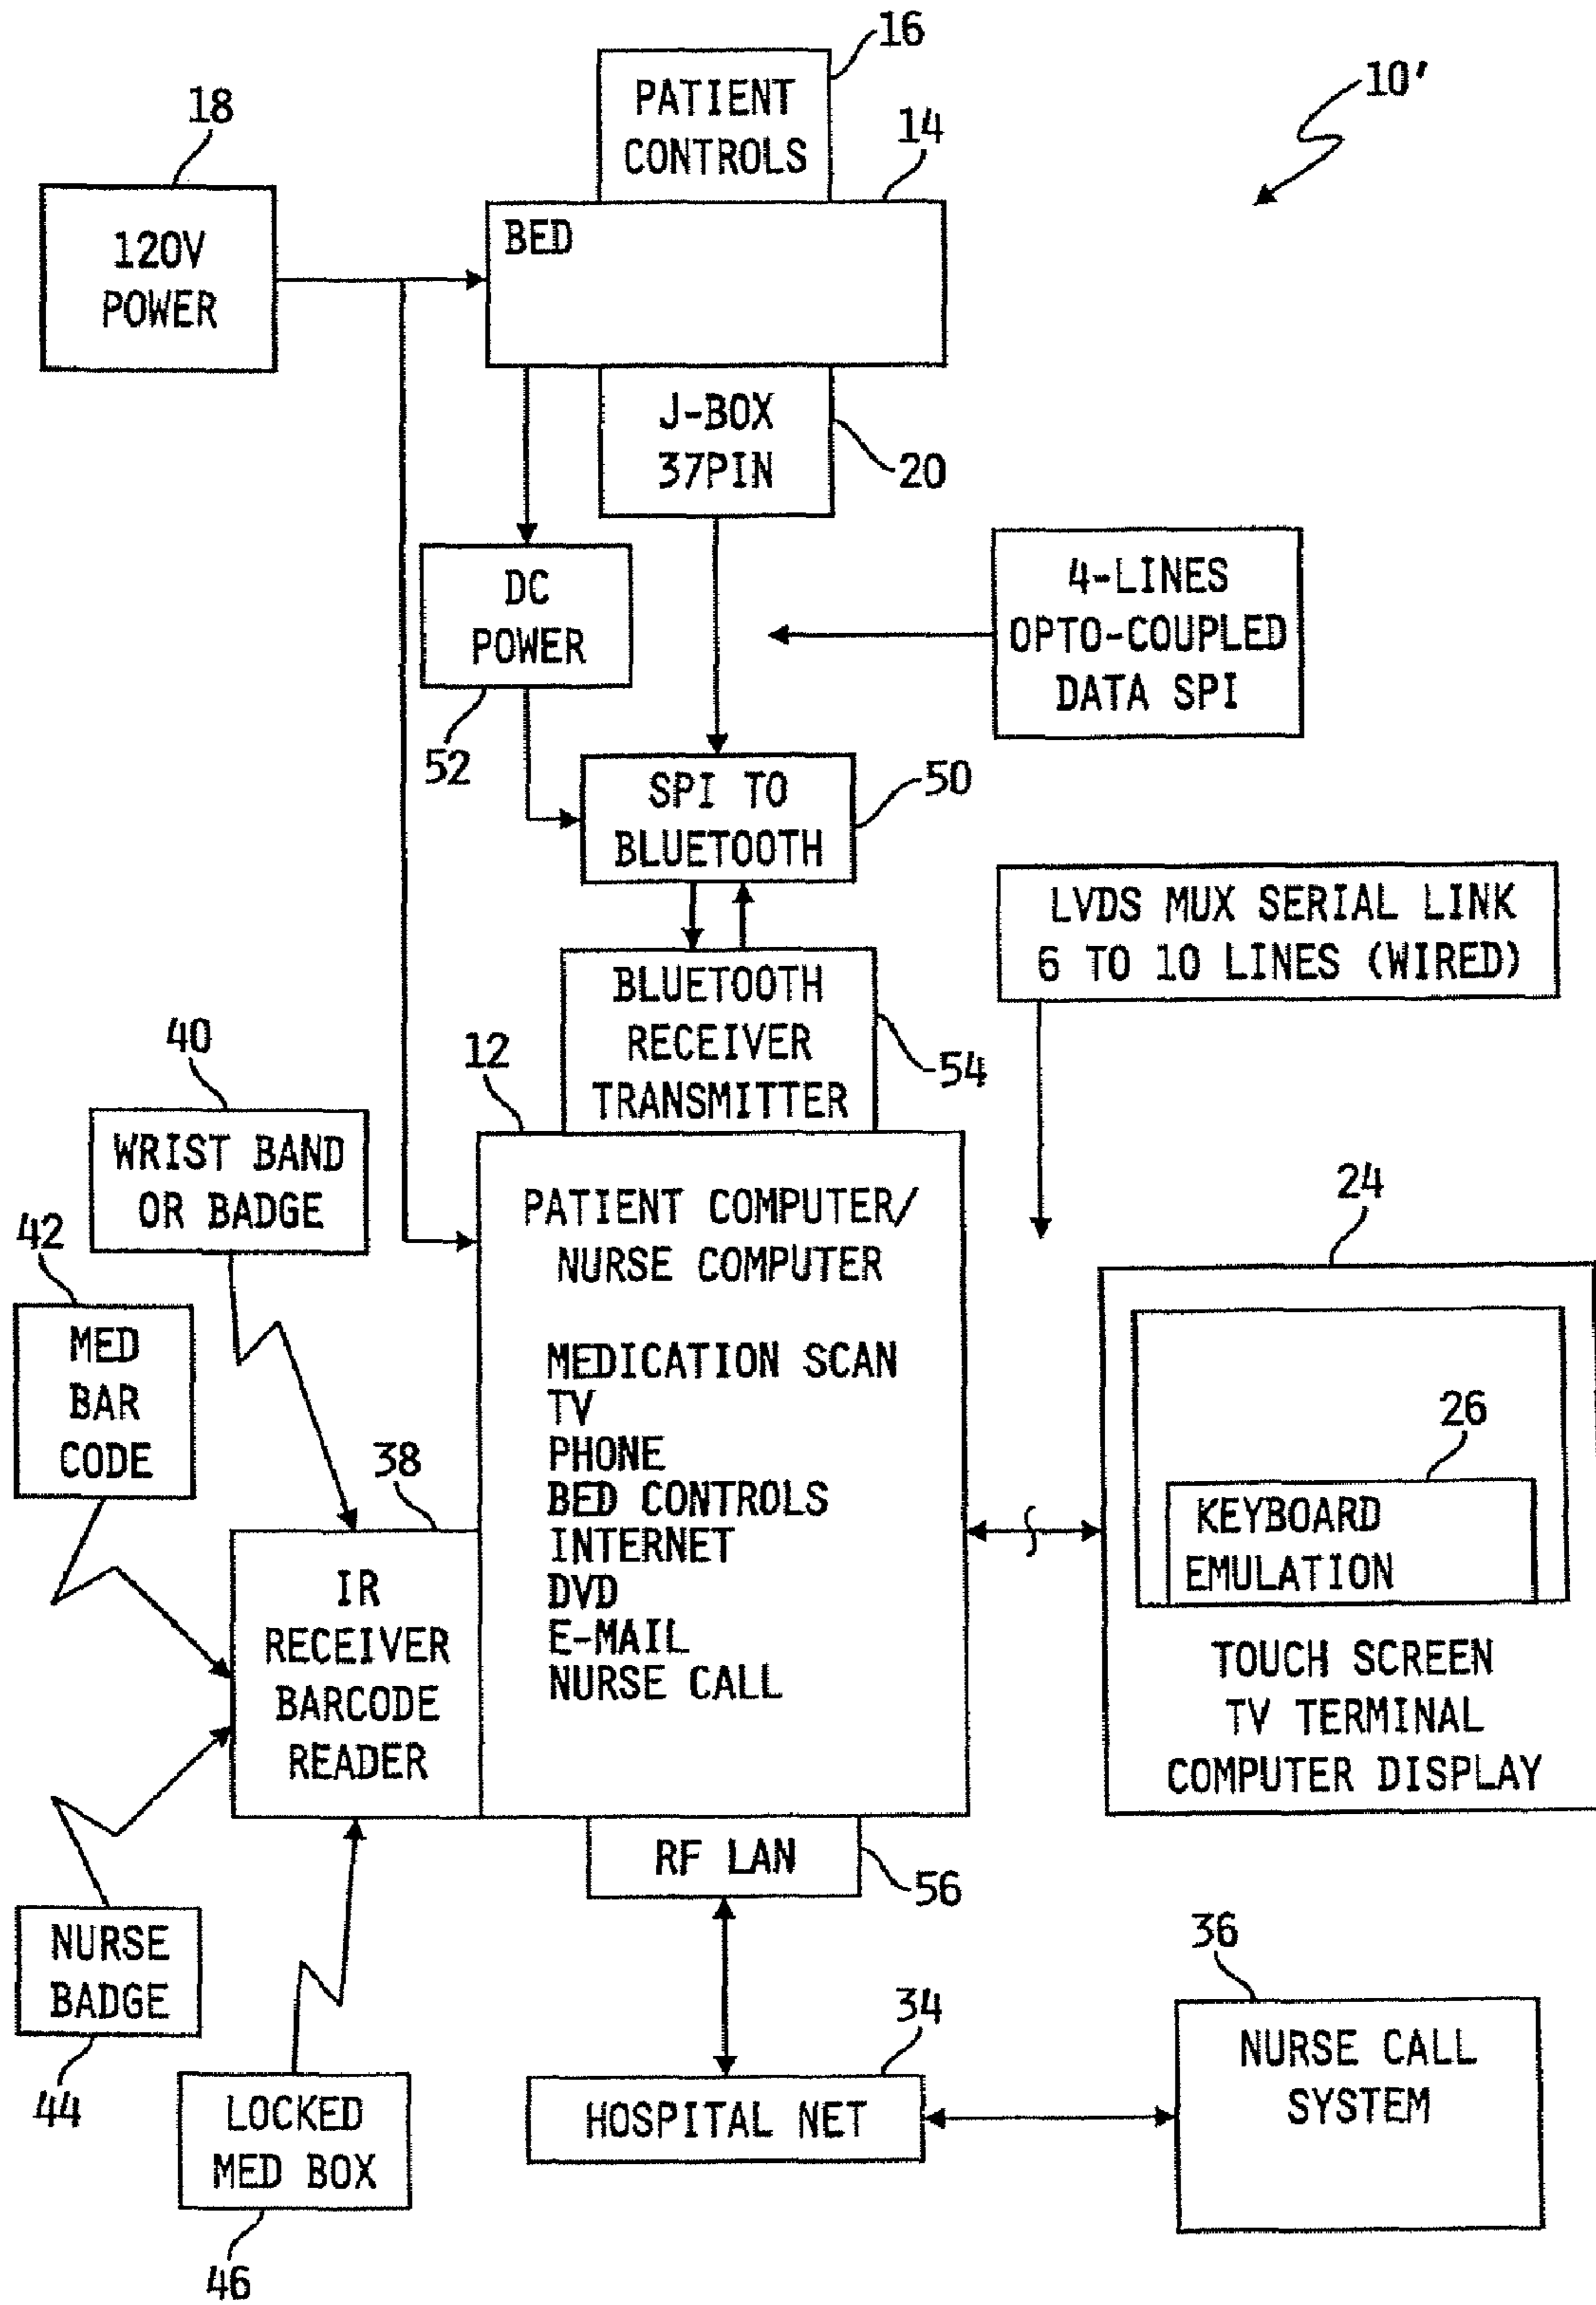 16
PATIENT
CONTROLS
10'
18
14
120V
POWER
BED
J-BOX
37PIN
20
DC
POWER
52
4-LINES
OPTO-COUPLED
DATA SPI
SPI TO
BLUETOOTH
50
LVDS MUX SERIAL LINK
6 TO 10 LINES (WIRED)
BLUETOOTH
RECEIVER
TRANSMITTER
54
12
40
WRIST BAND
OR BADGE
42
MED
BAR
CODE
PATIENT COMPUTER/
NURSE COMPUTER
MEDICATION SCAN
TV
PHONE
BED CONTROLS
INTERNET
DVD
E-MAIL
NURSE CALL
24
26
KEYBOARD
EMULATION
TOUCH SCREEN
TV TERMINAL
COMPUTER DISPLAY
38
IR
RECEIVER
BARCODE
READER
RF LAN
56
NURSE
BADGE
44
LOCKED
MED BOX
46
34
HOSPITAL NET
36
NURSE CALL
SYSTEM